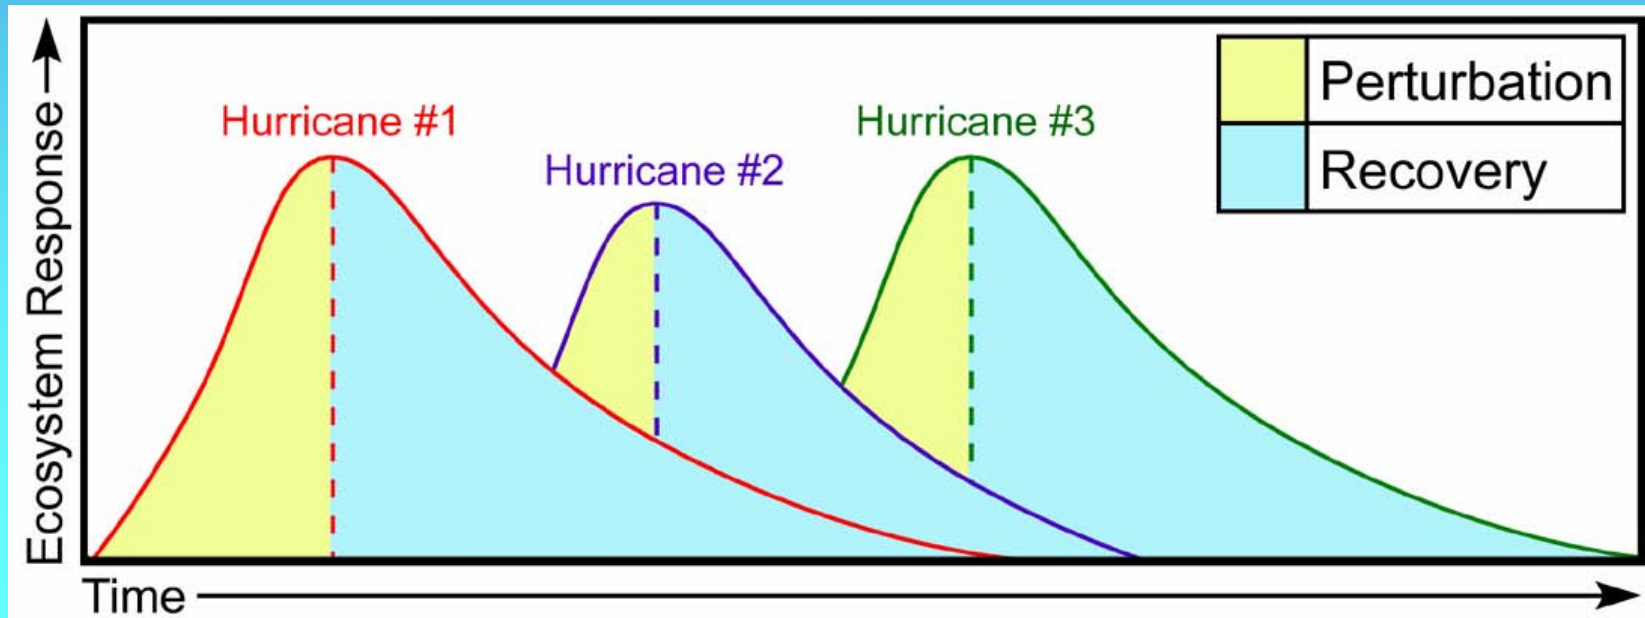 Ecosystem Response
Hurricane #1
Hurricane #2
Hurricane #3
Perturbation
Recovery
Time